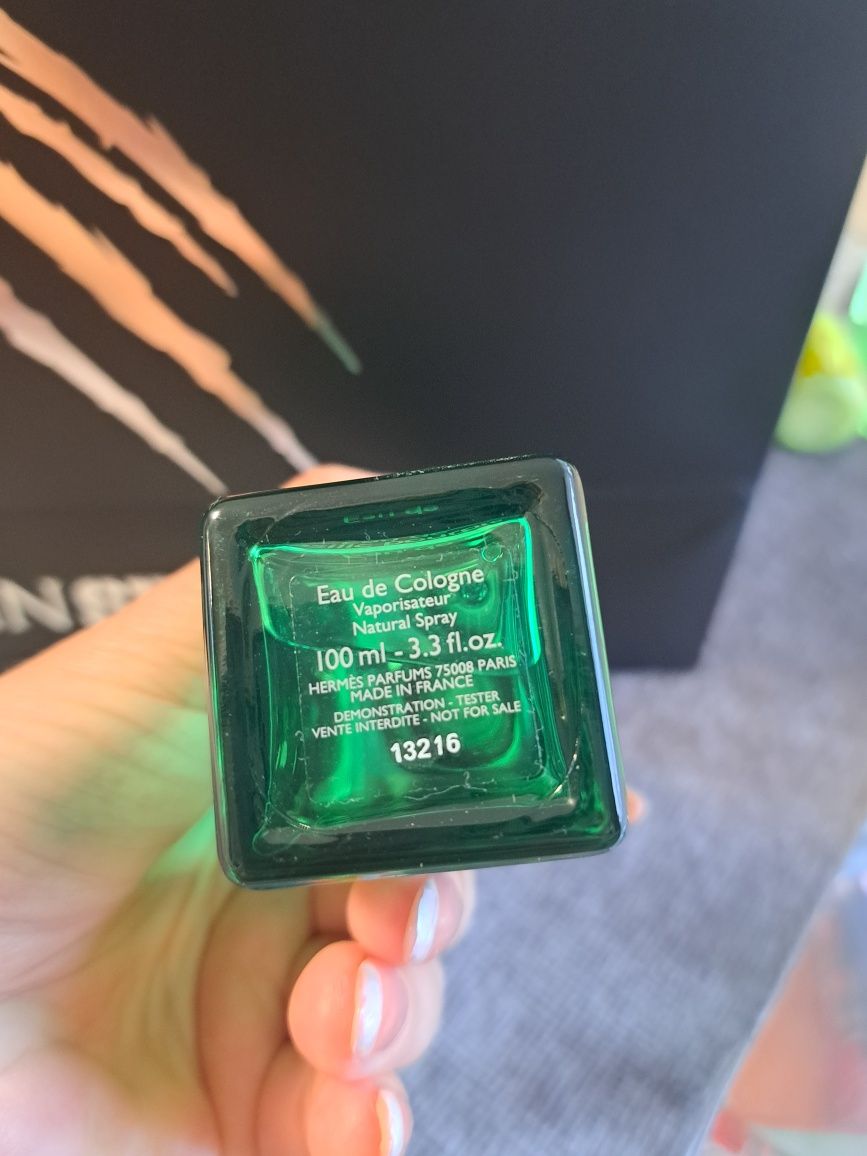 Eau de Cologne
Vaporisateur
Natural Spray
100 ml - 3.3 fl.oz.
HERMÈS PARFUMS 75008 PARIS
MADE IN FRANCE
DEMONSTRATION - TESTER
VENTE INTERDITE - NOT FOR SALE
13216